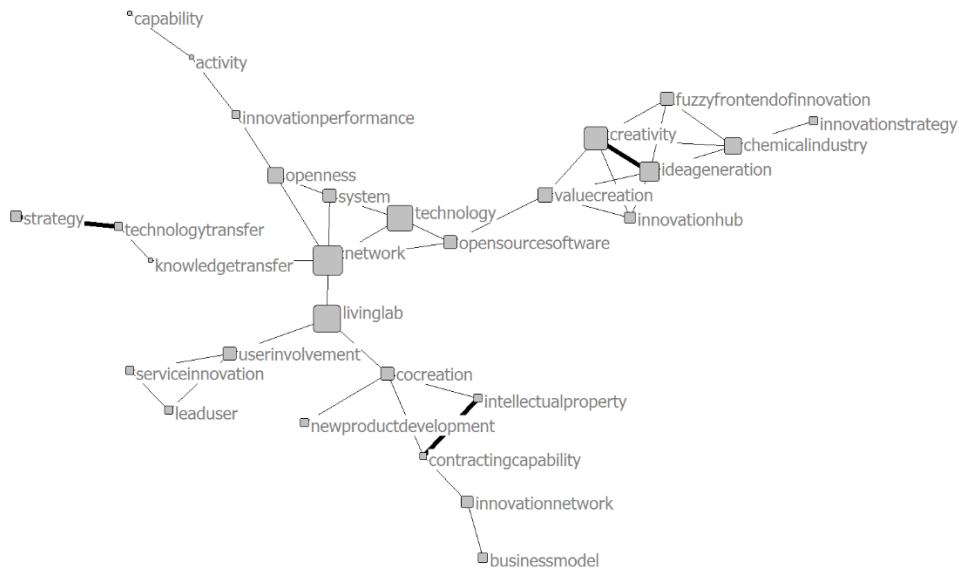 capability
activity
innovationperformance
fuzzyfrontendofinnovation
innovationstrategy
creativity
chemicalindustry
ideageneration
openness
system
valuecreation
technology
innovationhub
strategy
technologytransfer
opensourcesoftware
network
knowledgetransfer
livinglab
userinvolvement
serviceinnovation
cocreation
leaduser
intellectualproperty
newproductdevelopment
contractingcapability
innovationnetwork
businessmodel